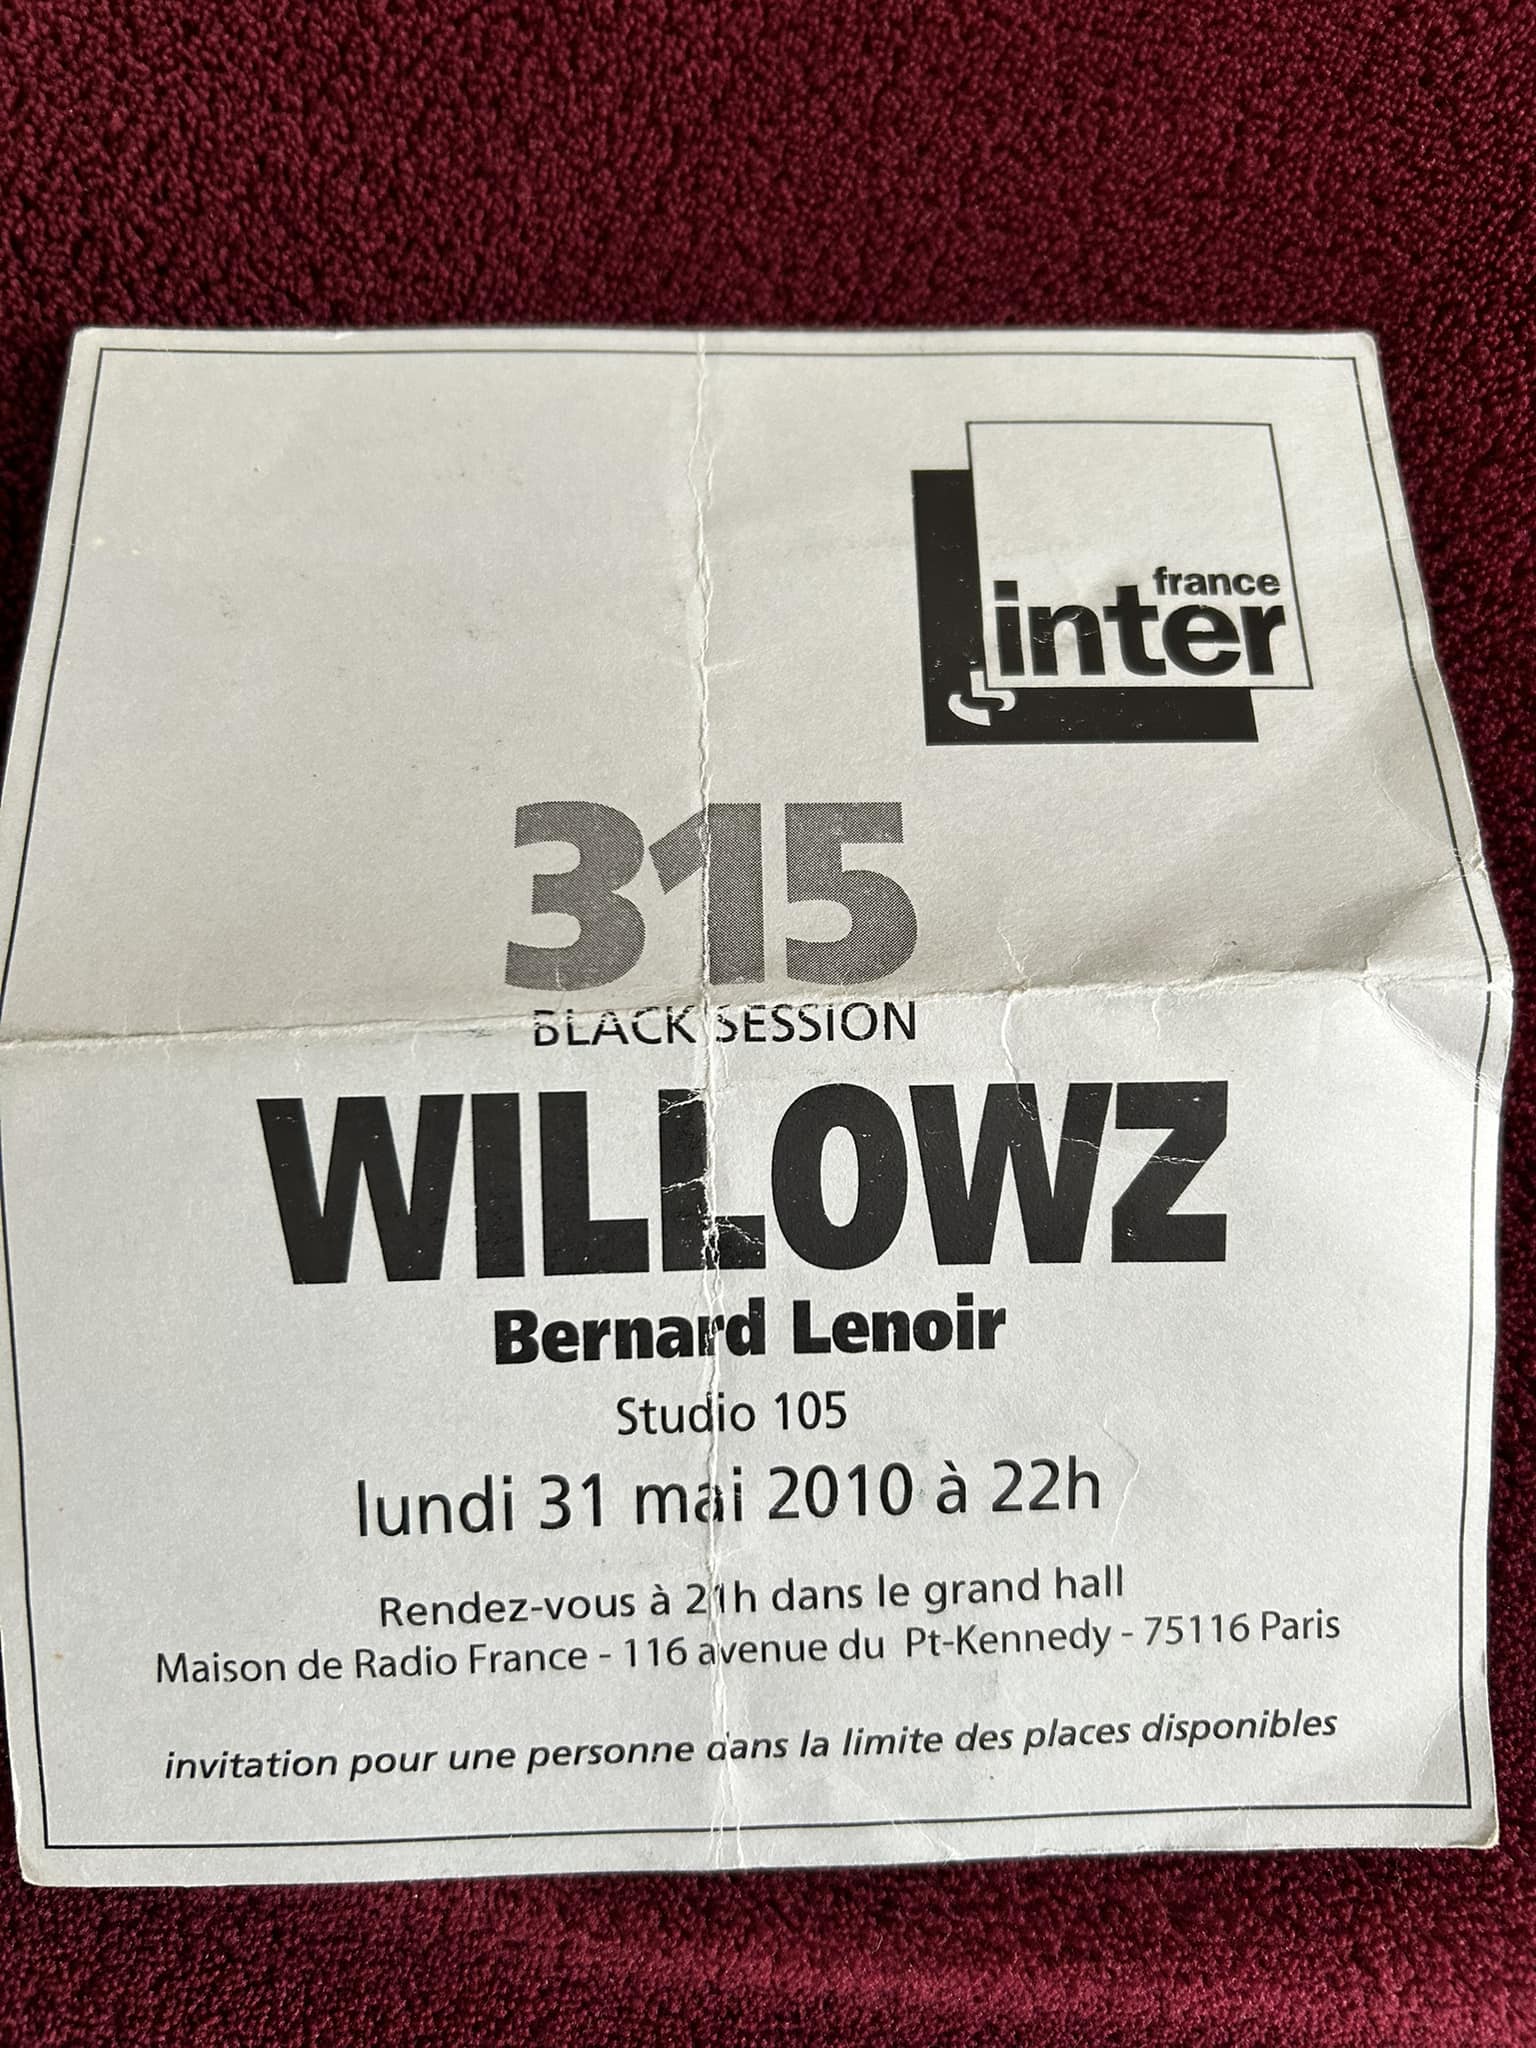 france
inter
315
BLACK SESSION
WILLOWZ
Bernard Lenoir
Studio 105
lundi 31 mai 2010 à 22h
Rendez-vous à 21h dans le grand hall
Maison de Radio France - 116 avenue du Pt-Kennedy - 75116 Paris
invitation pour une personne dans la limite des places disponibles